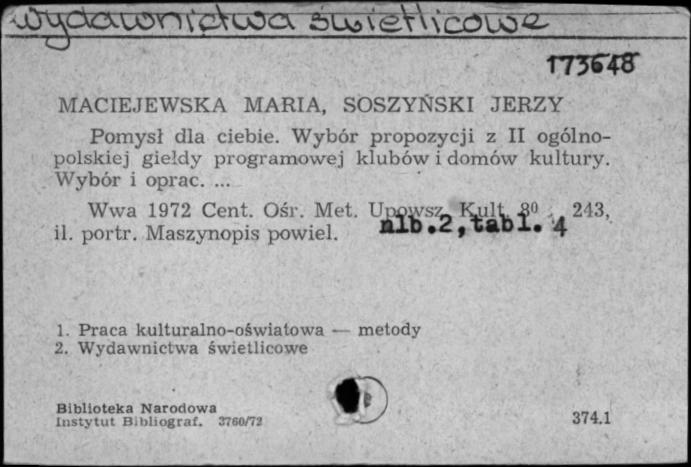 wydawnictwa świetlicowe
173648
MACIEJEWSKA MARIA, SOSZYŃSKI JERZY
Pomysł dla ciebie. Wybór propozycji z II ogólno-
polskiej giełdy programowej klubów i domów kultury.
Wybór i oprac. ...
Wwa 1972 Cent. Ośr. Met. Upowsz. Kult. 8⁰ 243,
nlb.2, tabl. 4
il. portr. Maszynopis powiel.
1. Praca kulturalno-oświatowa — metody
2. Wydawnictwa świetlicowe
Biblioteka Narodowa
Instytut Bibliograf. 3760/72
374.1